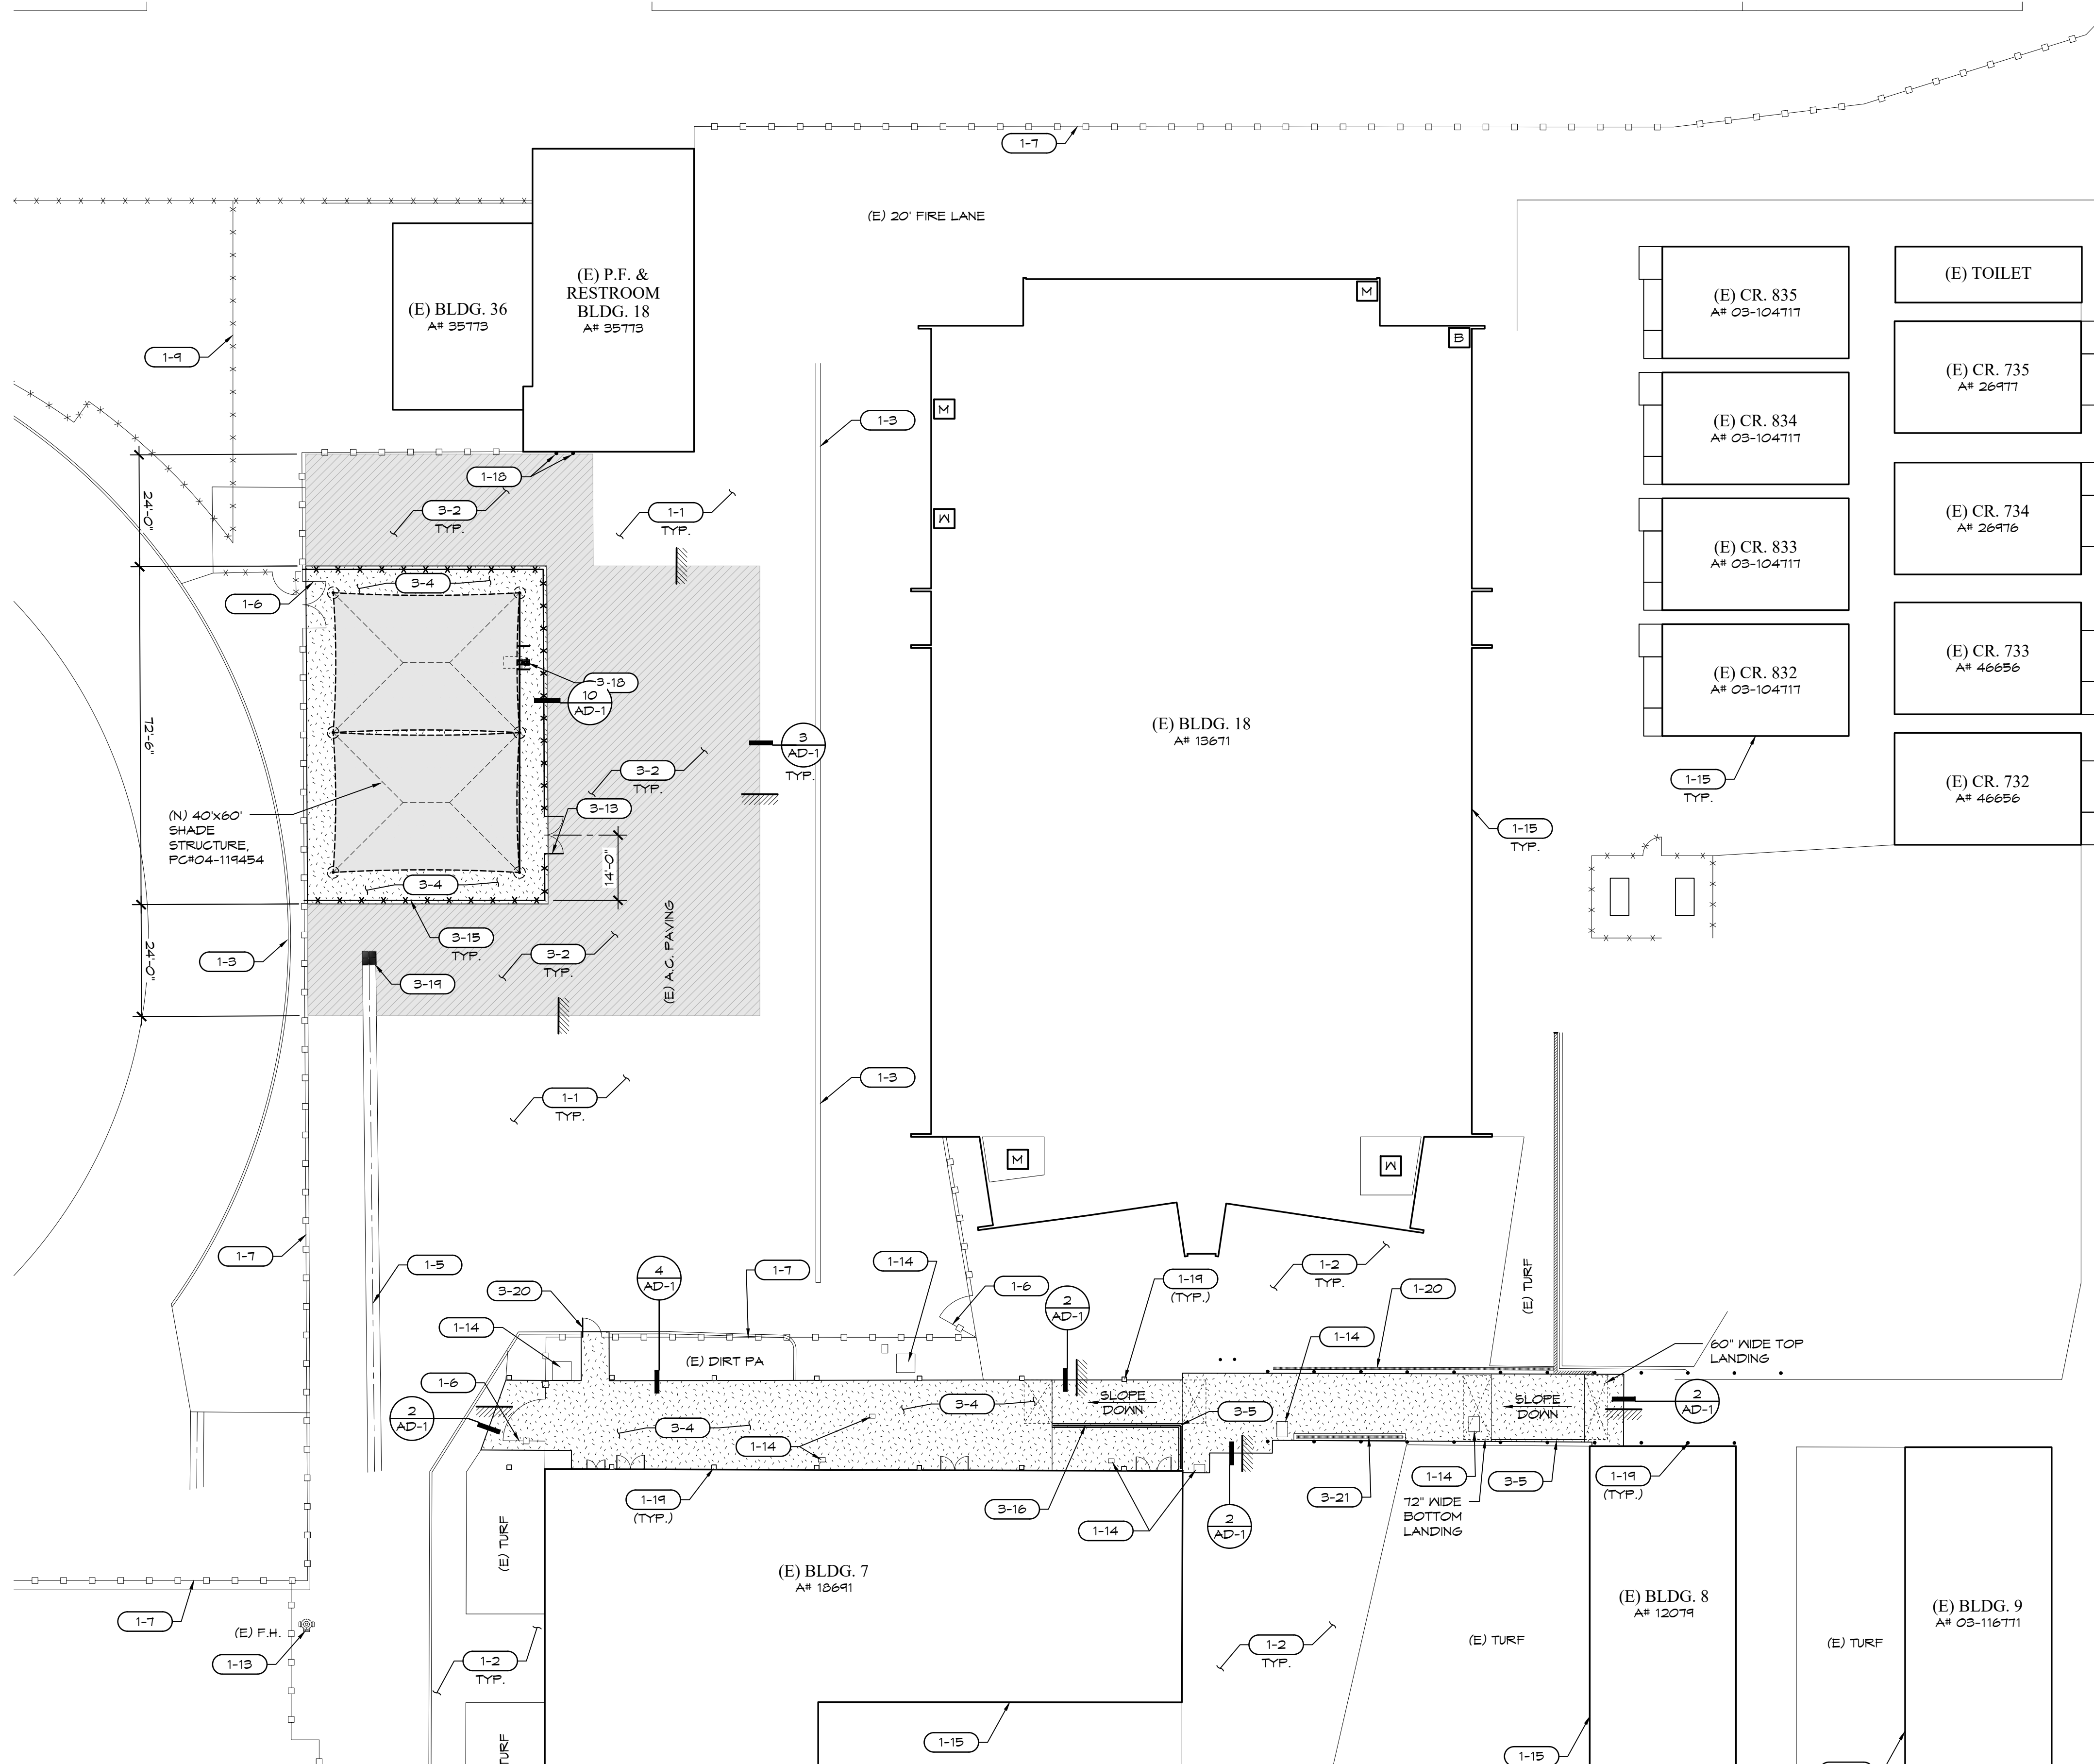 1-7
(E) 20' FIRE LANE
(E) P.F. &
RESTROOM
BLDG. 18
A# 35773
(E) BLDG. 36
A# 35773
1-9
M
B
M
W
(E) CR. 835
A# 03-104717
(E) TOILET
(E) CR. 735
A# 26977
(E) CR. 834
A# 03-104717
(E) CR. 734
A# 26976
(E) CR. 833
A# 03-104717
(E) CR. 733
A# 46656
(E) CR. 832
A# 03-104717
(E) CR. 732
A# 46656
1-15
TYP.
1-15
TYP.
1-3
1-18
3-2
TYP.
1-1
TYP.
24'-0"
1-6
3-4
3-18
10
AD-1
72'-6"
3
AD-1
TYP.
3-2
TYP.
3-13
(N) 40'x60'
SHADE
STRUCTURE,
PC#04-119454
14'-0"
3-4
(E) BLDG. 18
A# 13671
3-15
TYP.
3-2
TYP.
(E) A.C. PAVING
24'-0"
1-3
3-19
1-1
TYP.
1-3
M
W
1-7
1-5
3-20
4
AD-1
1-7
1-14
1-6
2
AD-1
1-19
(TYP.)
1-2
TYP.
1-20
(E) TURF
1-14
(E) DIRT PA
1-14
60" WIDE TOP
LANDING
1-6
2
AD-1
3-4
3-4
1-14
SLOPE
DOWN
3-5
SLOPE
DOWN
2
AD-1
1-19
(TYP.)
3-16
1-14
2
AD-1
3-21
1-14
72" WIDE
BOTTOM
LANDING
3-5
1-19
(TYP.)
(E) TURF
(E) BLDG. 7
A# 18691
(E) BLDG. 8
A# 12079
(E) BLDG. 9
A# 03-116771
1-7
(E) F.H.
1-13
1-2
TYP.
1-2
TYP.
(E) TURF
(E) TURF
TURF
1-15
1-15